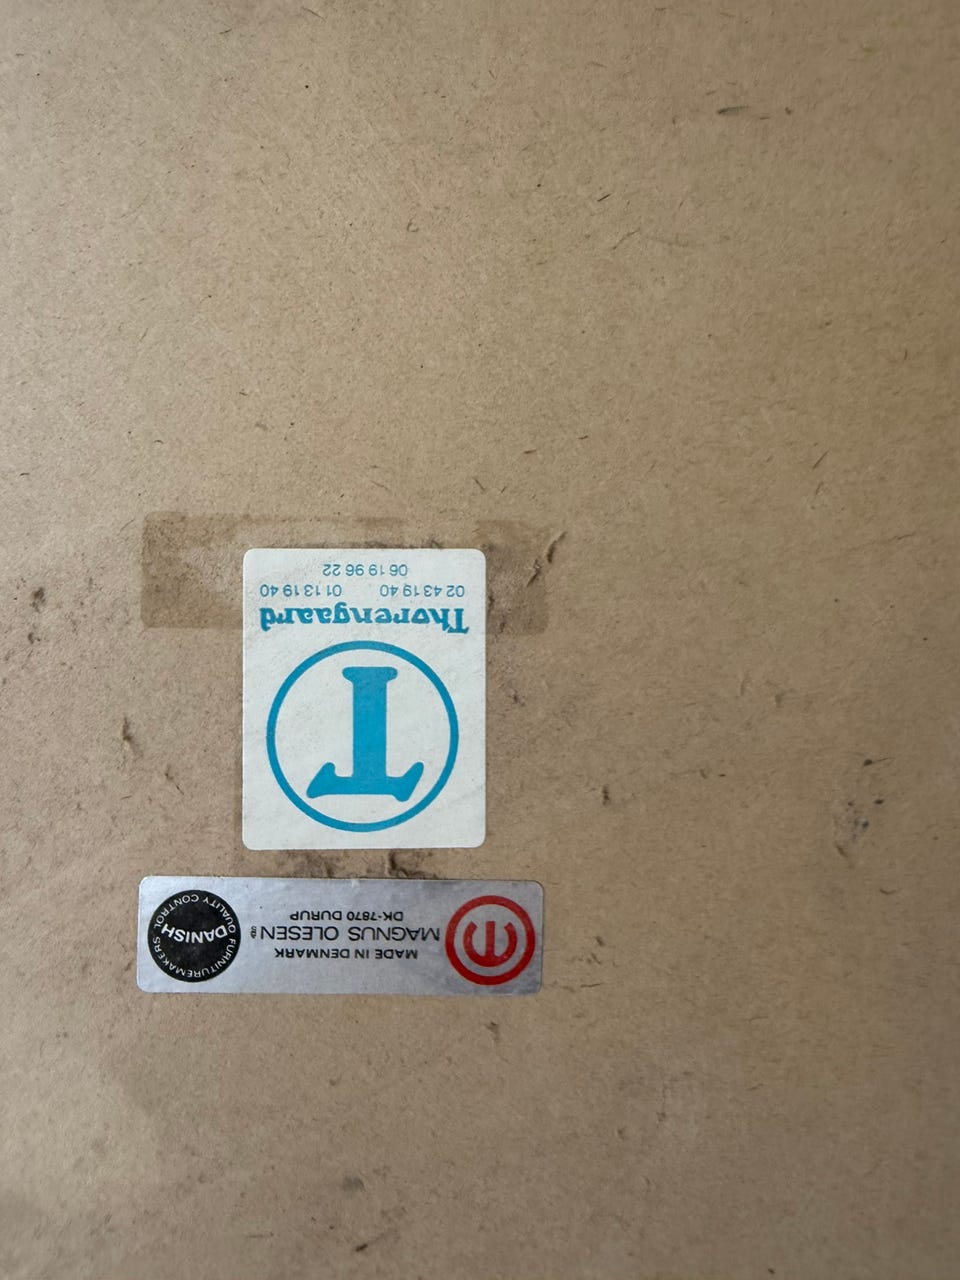 MADE IN DENMARK
MAGNUS OLESEN
DK-7870 DURUP
DANISH
FURNITUREMAKERS QUALITY CONTROL
T
Thorengaard
02 43 19 40 01 13 19 40
06 19 96 22